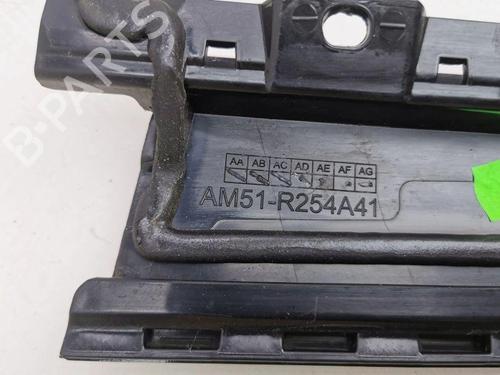 B-PARTS
AA AB AC AD AE AF AG
AM51-R254A41